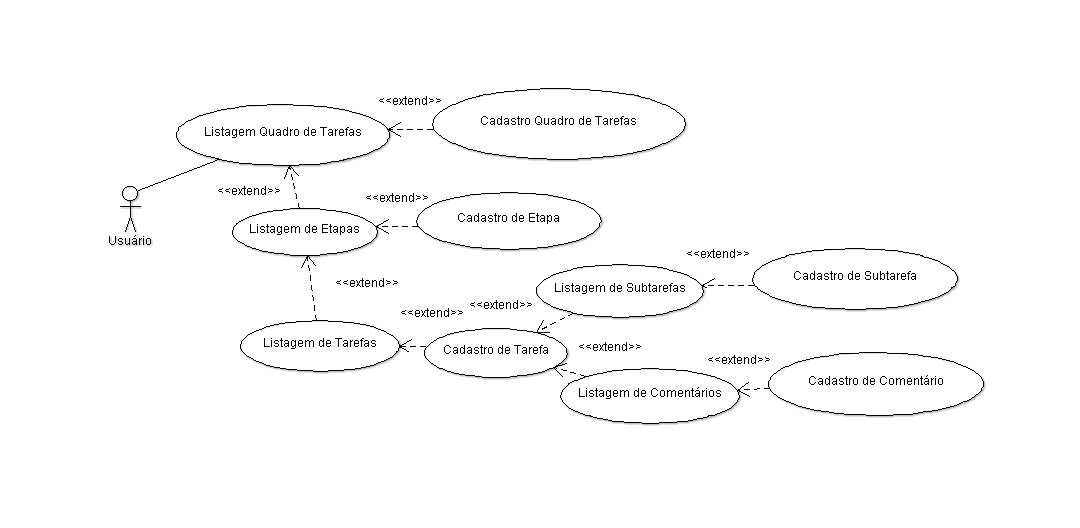 <<extend>>
Cadastro Quadro de Tarefas
Listagem Quadro de Tarefas
<<extend>>
<<extend>>
Cadastro de Etapa
Listagem de Etapas
Usuário
<<extend>>
Cadastro de Subtarefa
<<extend>>
Listagem de Subtarefas
<<extend>>
<<extend>>
Listagem de Tarefas
Cadastro de Tarefa
<<extend>>
<<extend>>
Cadastro de Comentário
Listagem de Comentários